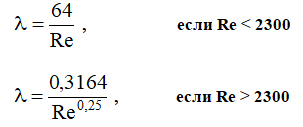 λ = 64/Re , если Re < 2300
λ = 0,3164/Re^0,25 , если Re > 2300